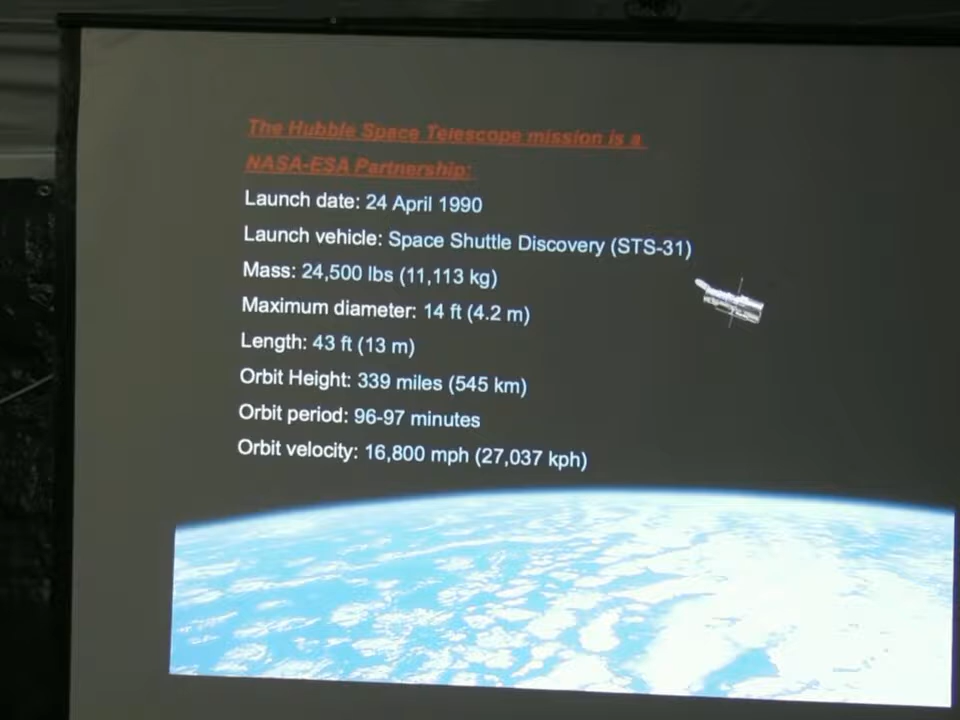 The Hubble Space Telescope mission is a
NASA-ESA Partnership:
Launch date: 24 April 1990
Launch vehicle: Space Shuttle Discovery (STS-31)
Mass: 24,500 lbs (11,113 kg)
Maximum diameter: 14 ft (4.2 m)
Length: 43 ft (13 m)
Orbit Height: 339 miles (545 km)
Orbit period: 96-97 minutes
Orbit velocity: 16,800 mph (27,037 kph)